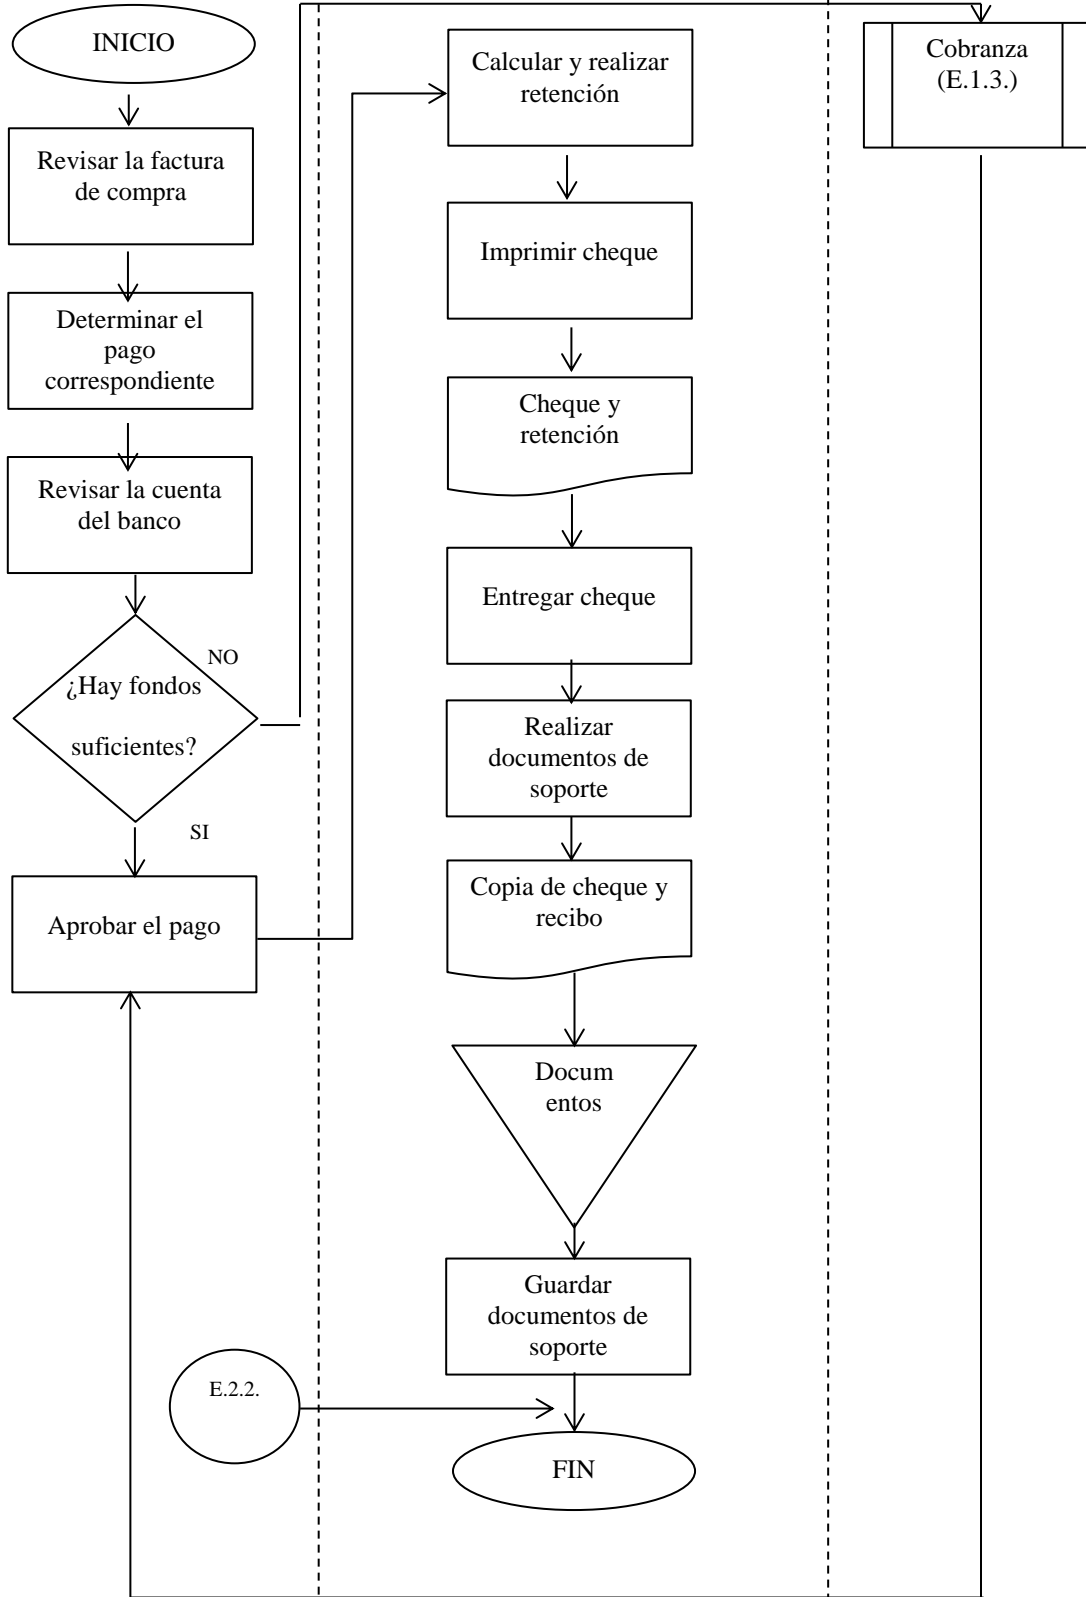 INICIO
Revisar la factura
de compra
Determinar el
pago
correspondiente
Revisar la cuenta
del banco
NO
¿Hay fondos
suficientes?
SI
Aprobar el pago
Calcular y realizar
retención
Imprimir cheque
Cheque y
retención
Entregar cheque
Realizar
documentos de
soporte
Copia de cheque y
recibo
Docum
entos
Guardar
documentos de
soporte
E.2.2.
FIN
Cobranza
(E.1.3.)